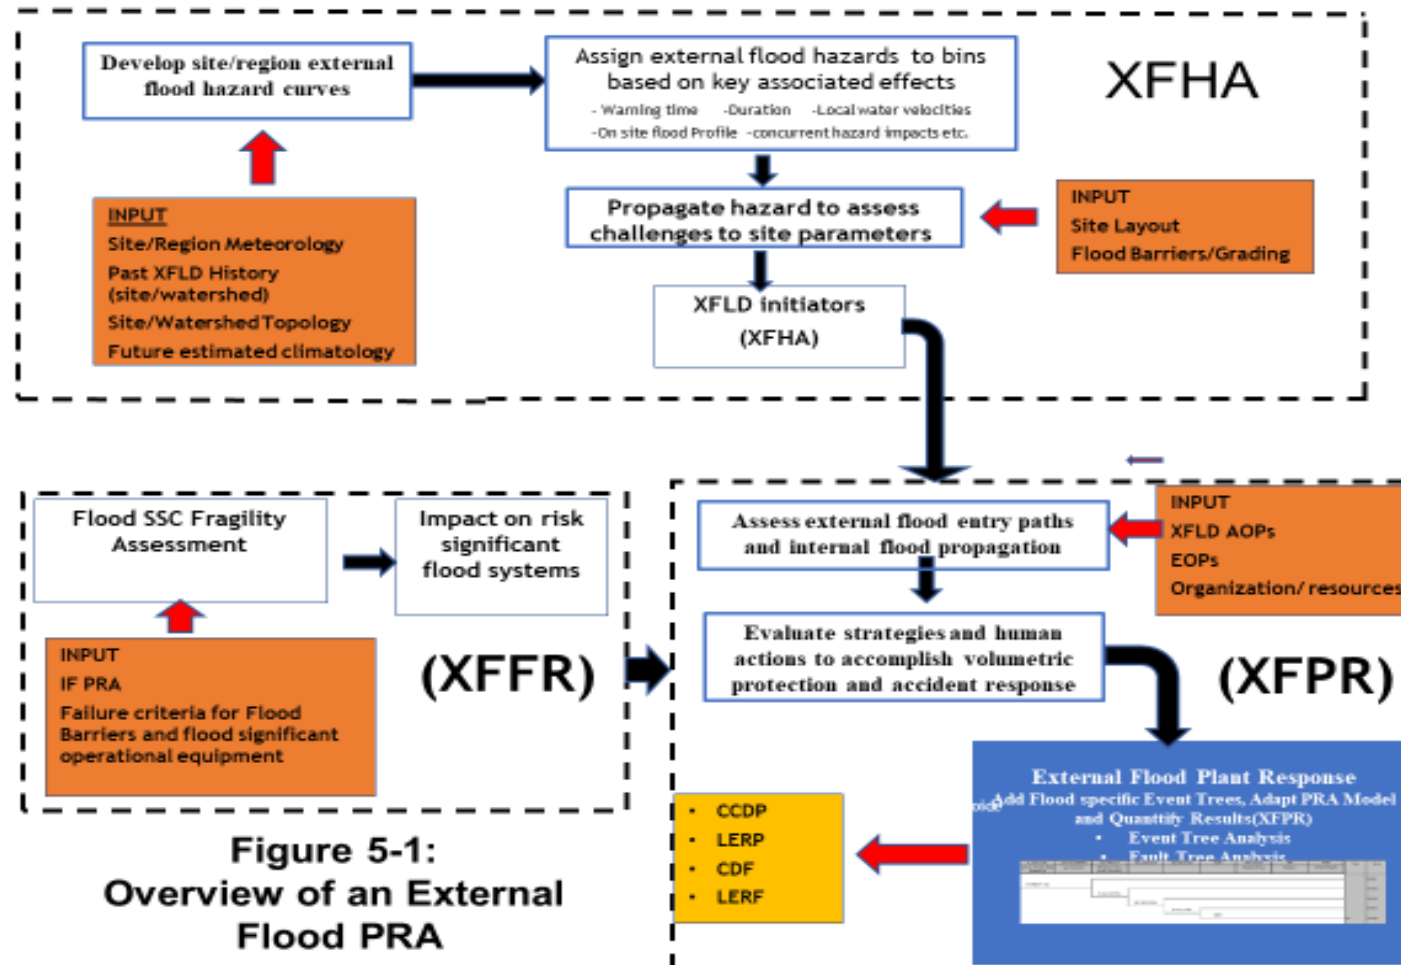 Develop site/region external
flood hazard curves
Assign external flood hazards to bins
based on key associated effects
- Warning time -Duration -Local water velocities
-On site flood Profile -concurrent hazard impacts etc.
XFHA
INPUT
Site/Region Meteorology
Past XFLD History
(site/watershed)
Site/Watershed Topology
Future estimated climatology
Propagate hazard to assess
challenges to site parameters
INPUT
Site Layout
Flood Barriers/Grading
XFLD initiators
(XFHA)
Flood SSC Fragility
Assessment
Impact on risk
significant
flood systems
INPUT
IF PRA
Failure criteria for Flood
Barriers and flood significant
operational equipment
(XFFR)
Assess external flood entry paths
and internal flood propagation
INPUT
XFLD AOPs
EOPs
Organization/ resources
Evaluate strategies and human
actions to accomplish volumetric
protection and accident response
(XFPR)
External Flood Plant Response
Add Flood specific Event Trees, Adapt PRA Model
and Quanttify Results(XFPR)
• Event Tree Analysis
• Fault Tree Analysis
• CCDP
• LERP
• CDF
• LERF
Figure 5-1:
Overview of an External
Flood PRA